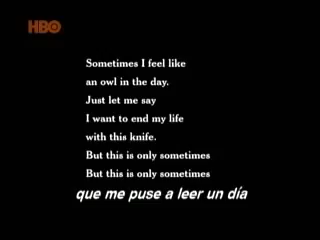 HBO
Sometimes I feel like
an owl in the day.
Just let me say
I want to end my life
with this knife.
But this is only sometimes
But this is only sometimes
que me puse a leer un día